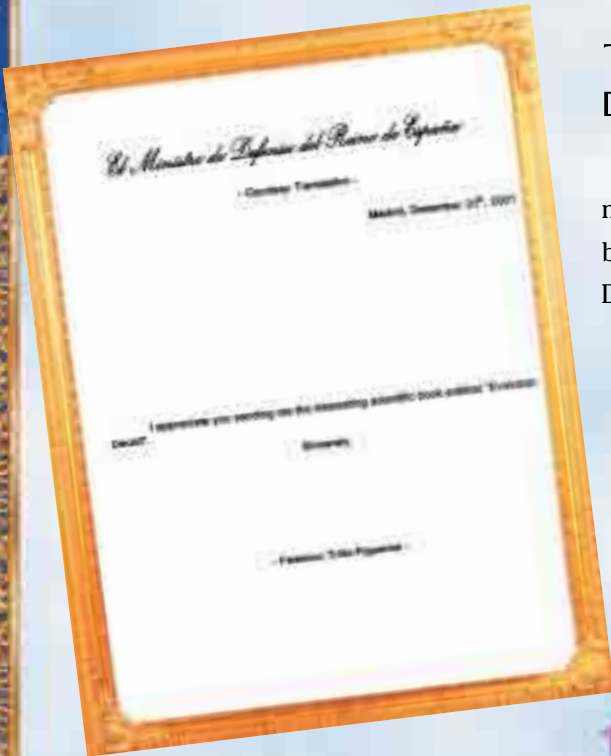 El Ministro de Defensa del Reino de España
- Courtesy Translation -
Madrid, December 2001
I appreciate you sending me the interesting scientific book entitled "Evolution
Deceit".
Sincerely,
- Federico Trillo-Figueroa -
D